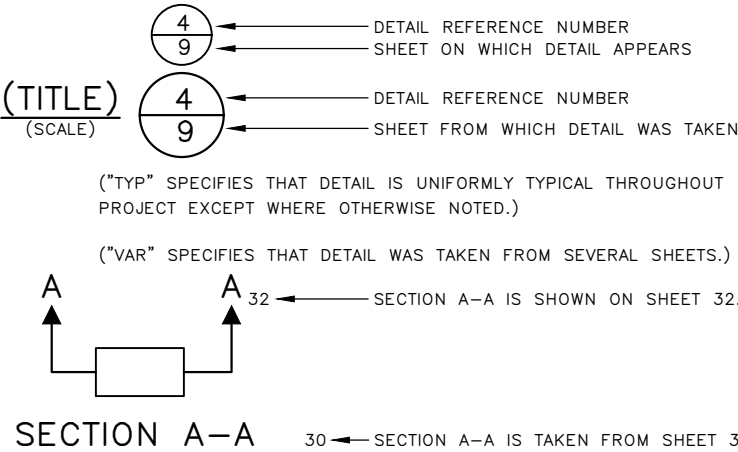 4 DETAIL REFERENCE NUMBER
9 SHEET ON WHICH DETAIL APPEARS
(TITLE) 4 DETAIL REFERENCE NUMBER
(SCALE) 9 SHEET FROM WHICH DETAIL WAS TAKEN
("TYP" SPECIFIES THAT DETAIL IS UNIFORMLY TYPICAL THROUGHOUT
PROJECT EXCEPT WHERE OTHERWISE NOTED.)
("VAR" SPECIFIES THAT DETAIL WAS TAKEN FROM SEVERAL SHEETS.)
A A 32 SECTION A-A IS SHOWN ON SHEET 32.
SECTION A-A 30 SECTION A-A IS TAKEN FROM SHEET